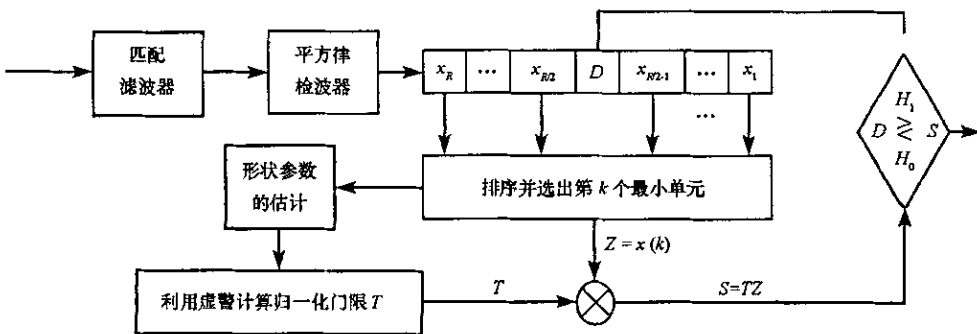 匹配
滤波器
平方律
检波器
x_R … x_{R/2} D x_{R/2-1} … x_1
…
H_1
D ≷ S
H_0
形状参数
的估计
排序并选出第 k 个最小单元
Z = x (k)
利用虚警计算归一化门限 T
T
S=TZ